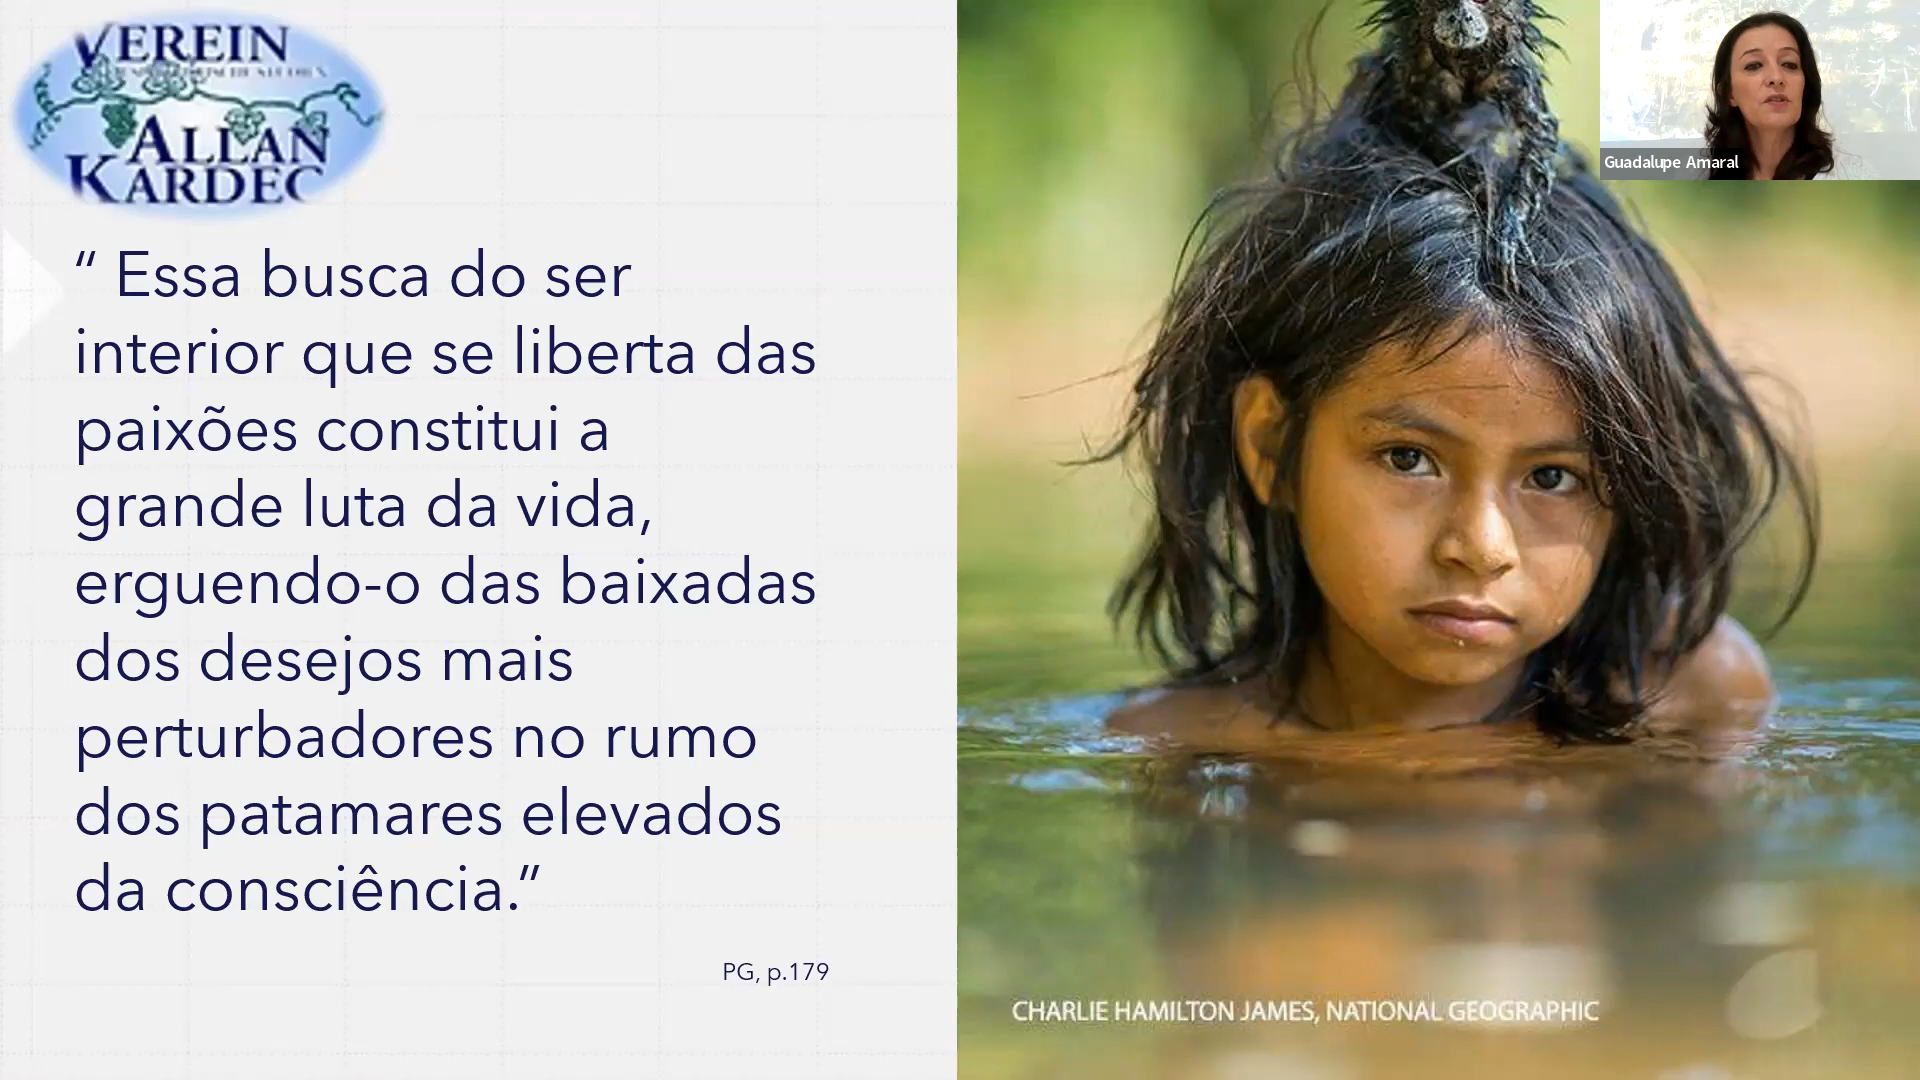 VEREIN
ALLAN
KARDEC
“ Essa busca do ser
interior que se liberta das
paixões constitui a
grande luta da vida,
erguendo-o das baixadas
dos desejos mais
perturbadores no rumo
dos patamares elevados
da consciência.”
PG, p.179
CHARLIE HAMILTON JAMES, NATIONAL GEOGRAPHIC
Guadalupe Amaral